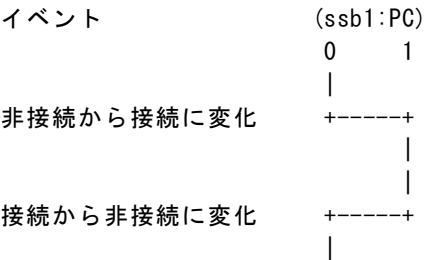 イベント (ssb1:PC)
0 1
|
非接続から接続に変化 +-----+
|
|
接続から非接続に変化 +-----+
|